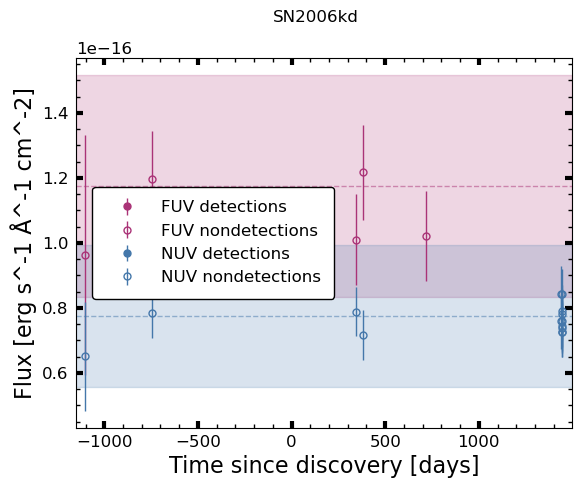 SN2006kd
1e−16
1.4
1.2
1.0
0.8
0.6
Flux [erg s^-1 Å^-1 cm^-2]
FUV detections
FUV nondetections
NUV detections
NUV nondetections
−1000 −500 0 500 1000
Time since discovery [days]